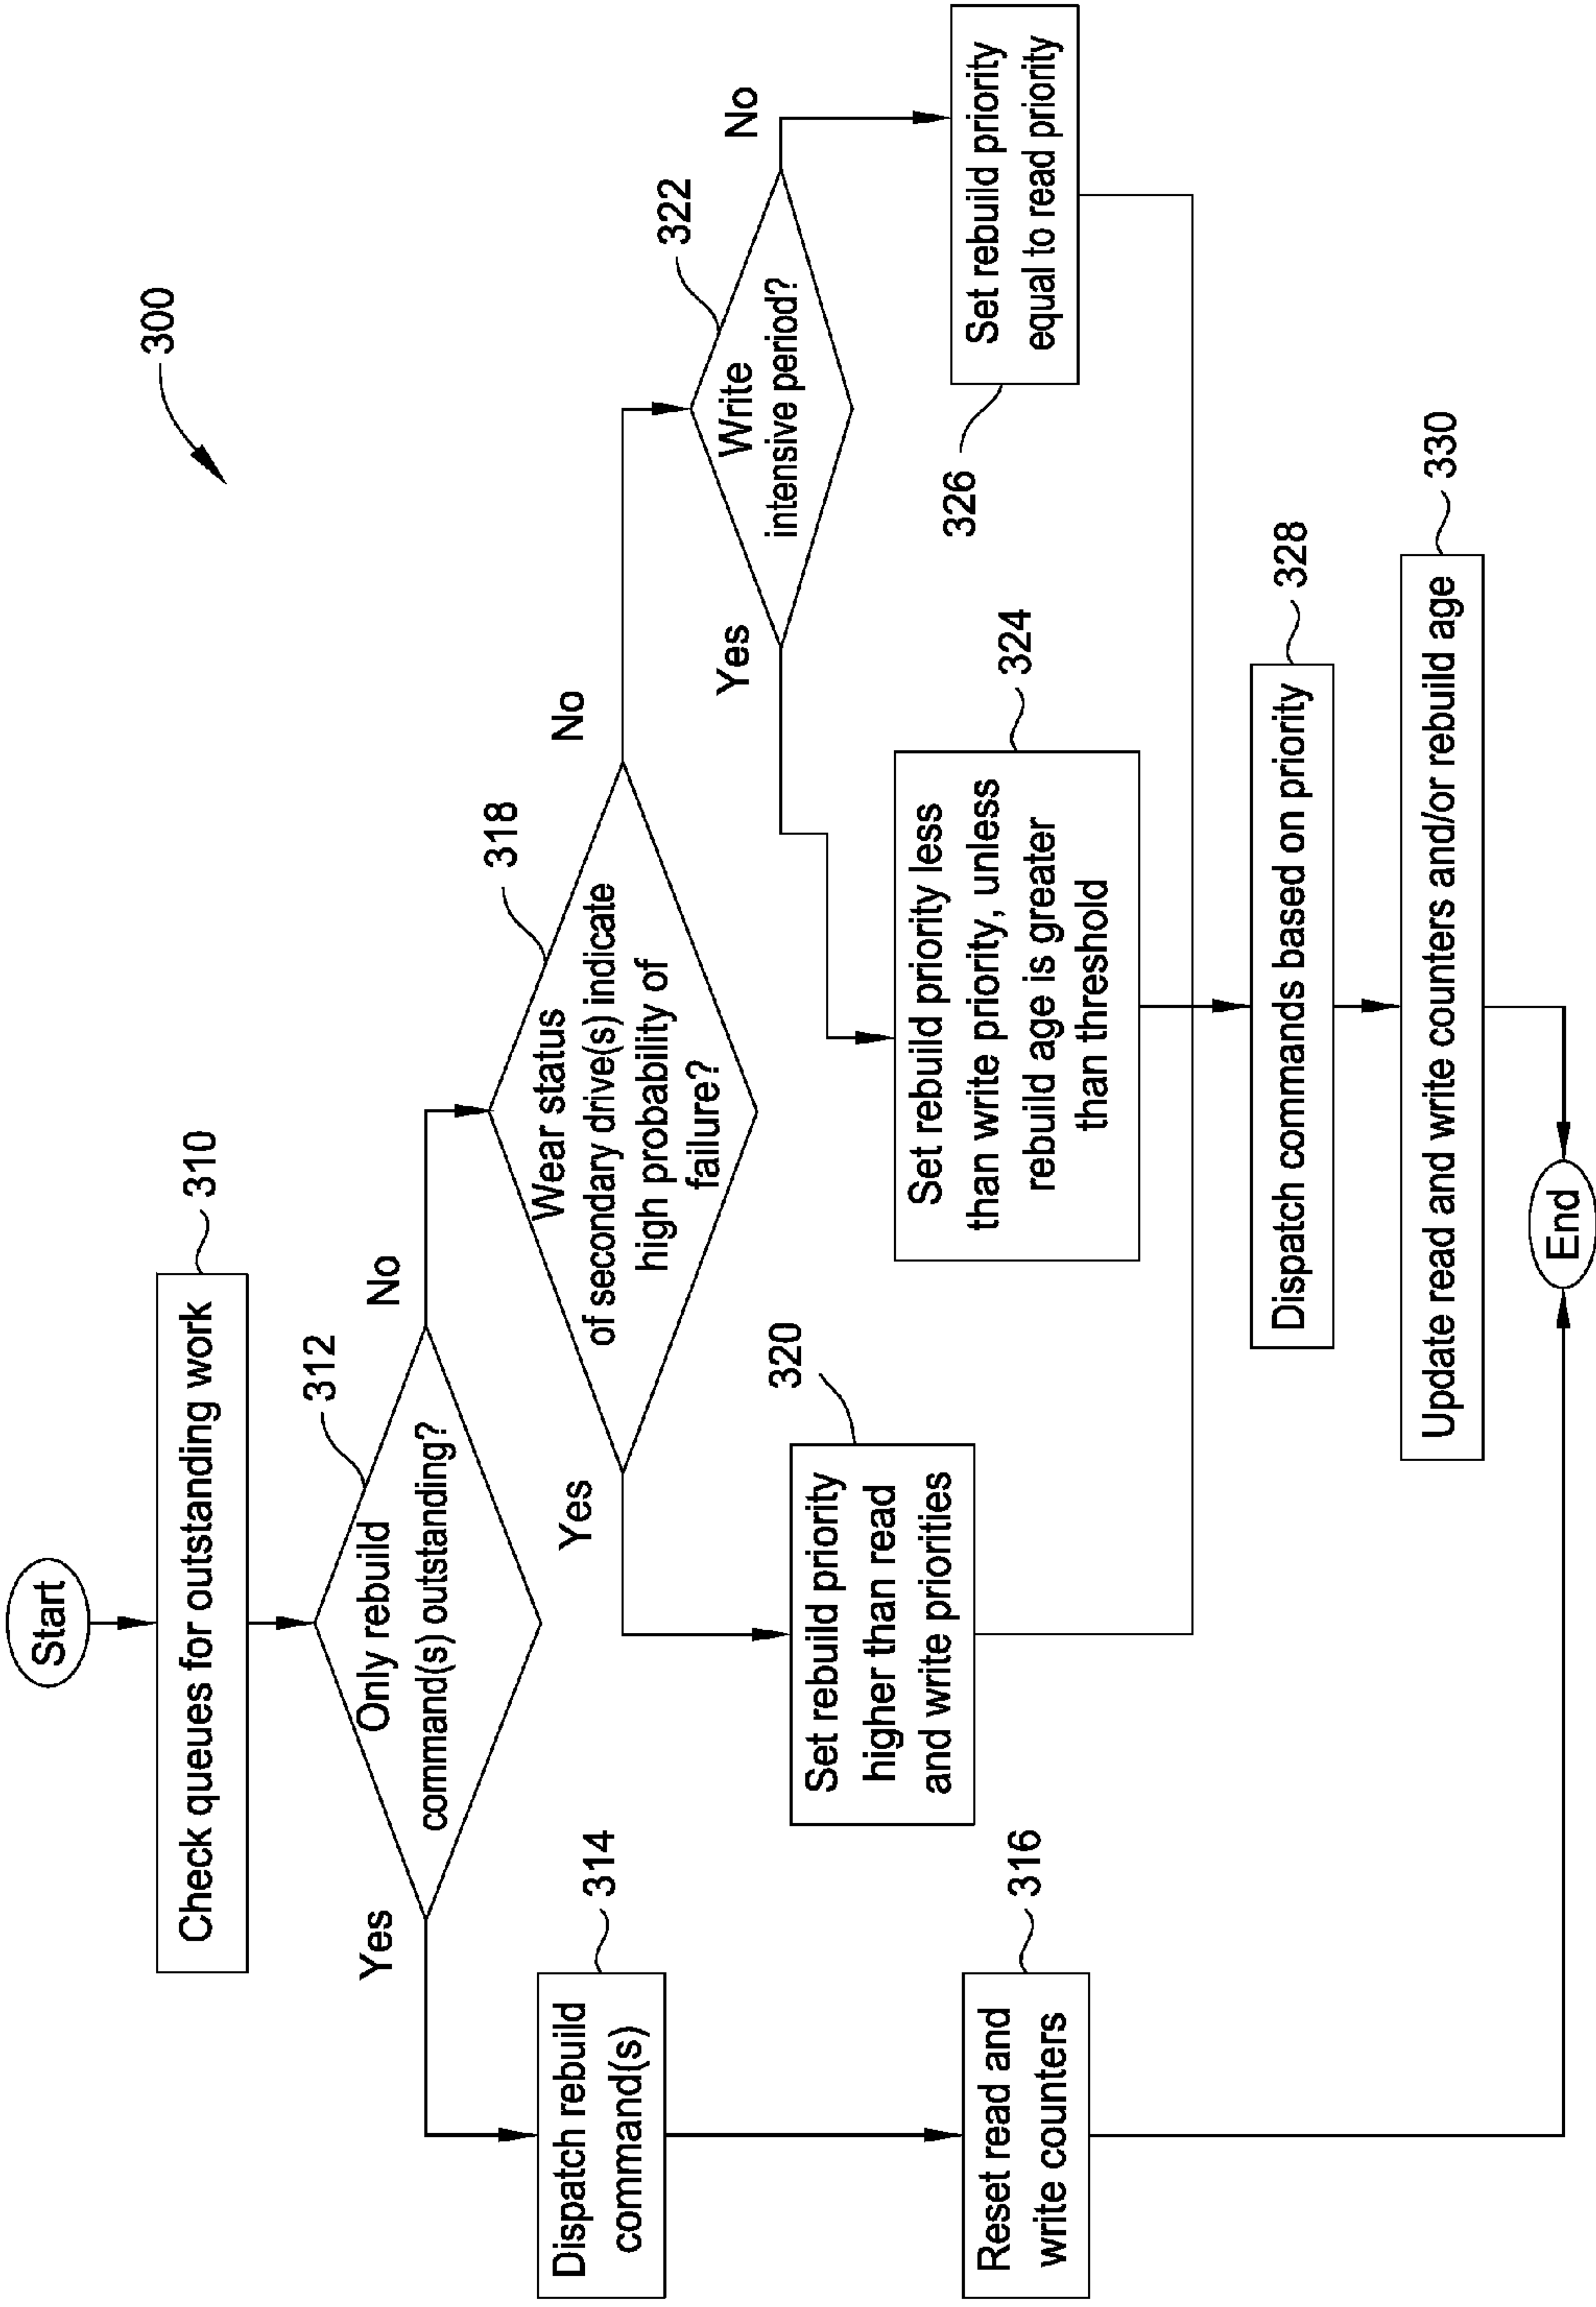 300
Start
Check queues for outstanding work
310
Only rebuild
command(s) outstanding?
312
Yes
No
Dispatch rebuild
command(s)
314
Reset read and
write counters
316
Wear status
of secondary drive(s) indicate
high probability of
failure?
318
Yes
No
Set rebuild priority
higher than read
and write priorities
320
Write
intensive period?
322
Yes
No
Set rebuild priority less
than write priority, unless
rebuild age is greater
than threshold
324
Set rebuild priority
equal to read priority
326
Dispatch commands based on priority
328
Update read and write counters and/or rebuild age
330
End